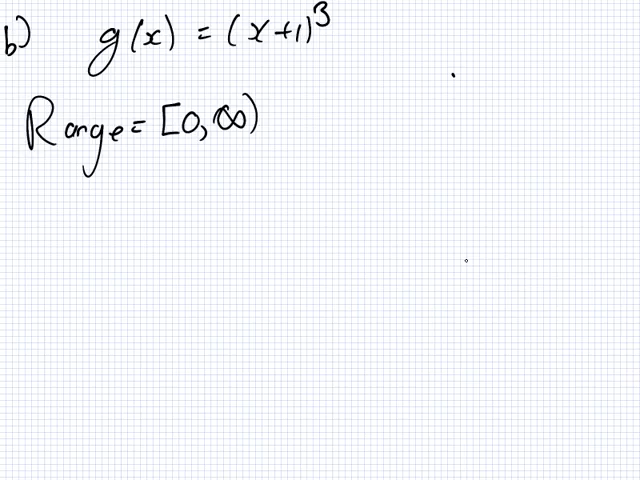 b) g(x) = (x+1)³
Range = [0, ∞)